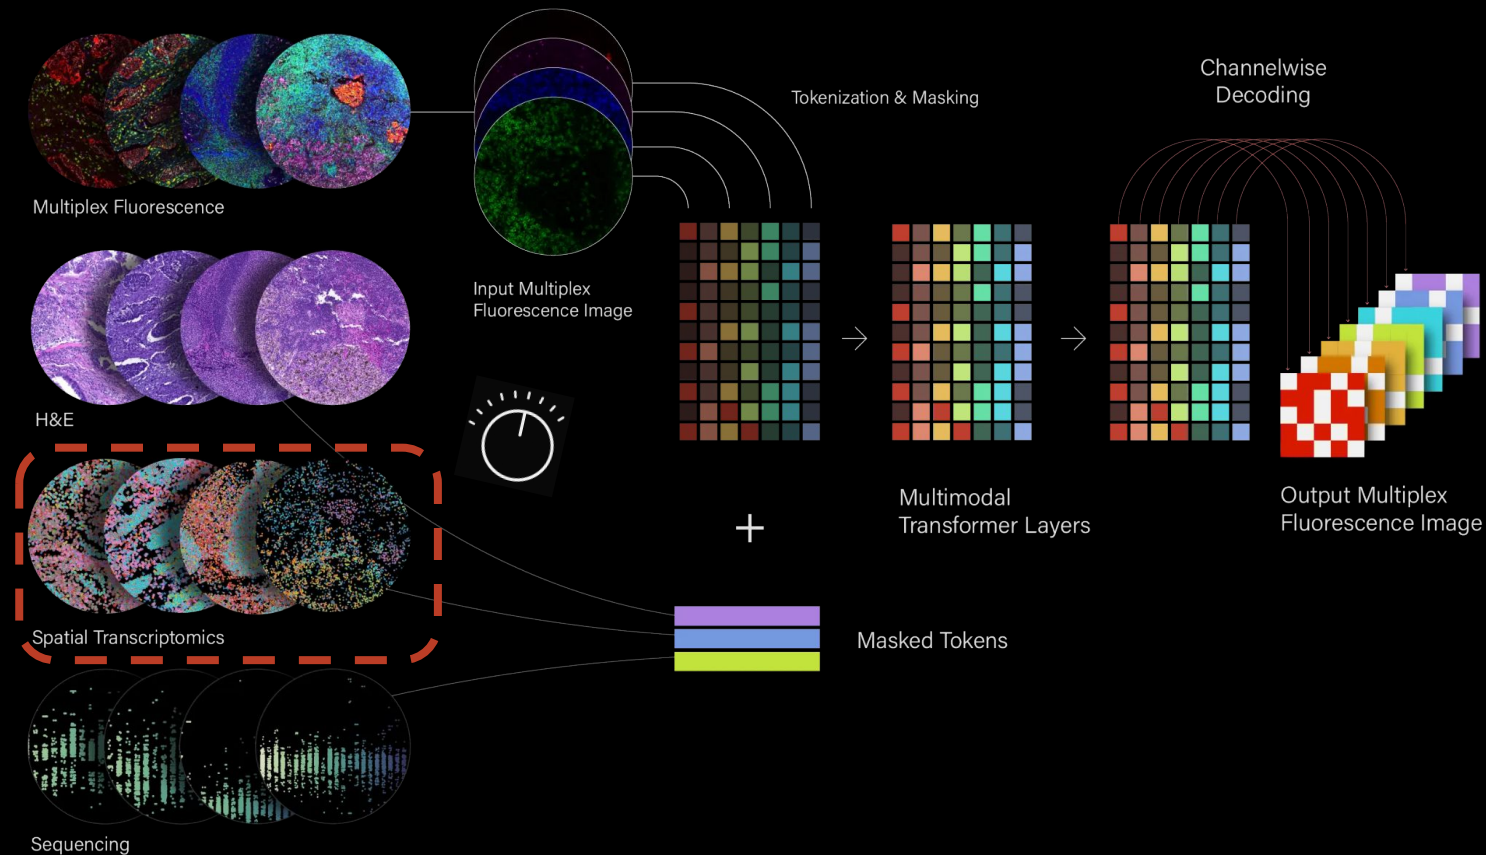 Multiplex Fluorescence
H&E
Spatial Transcriptomics
Sequencing
Input Multiplex
Fluorescence Image
Tokenization & Masking
Masked Tokens
Multimodal
Transformer Layers
Channelwise
Decoding
Output Multiplex
Fluorescence Image